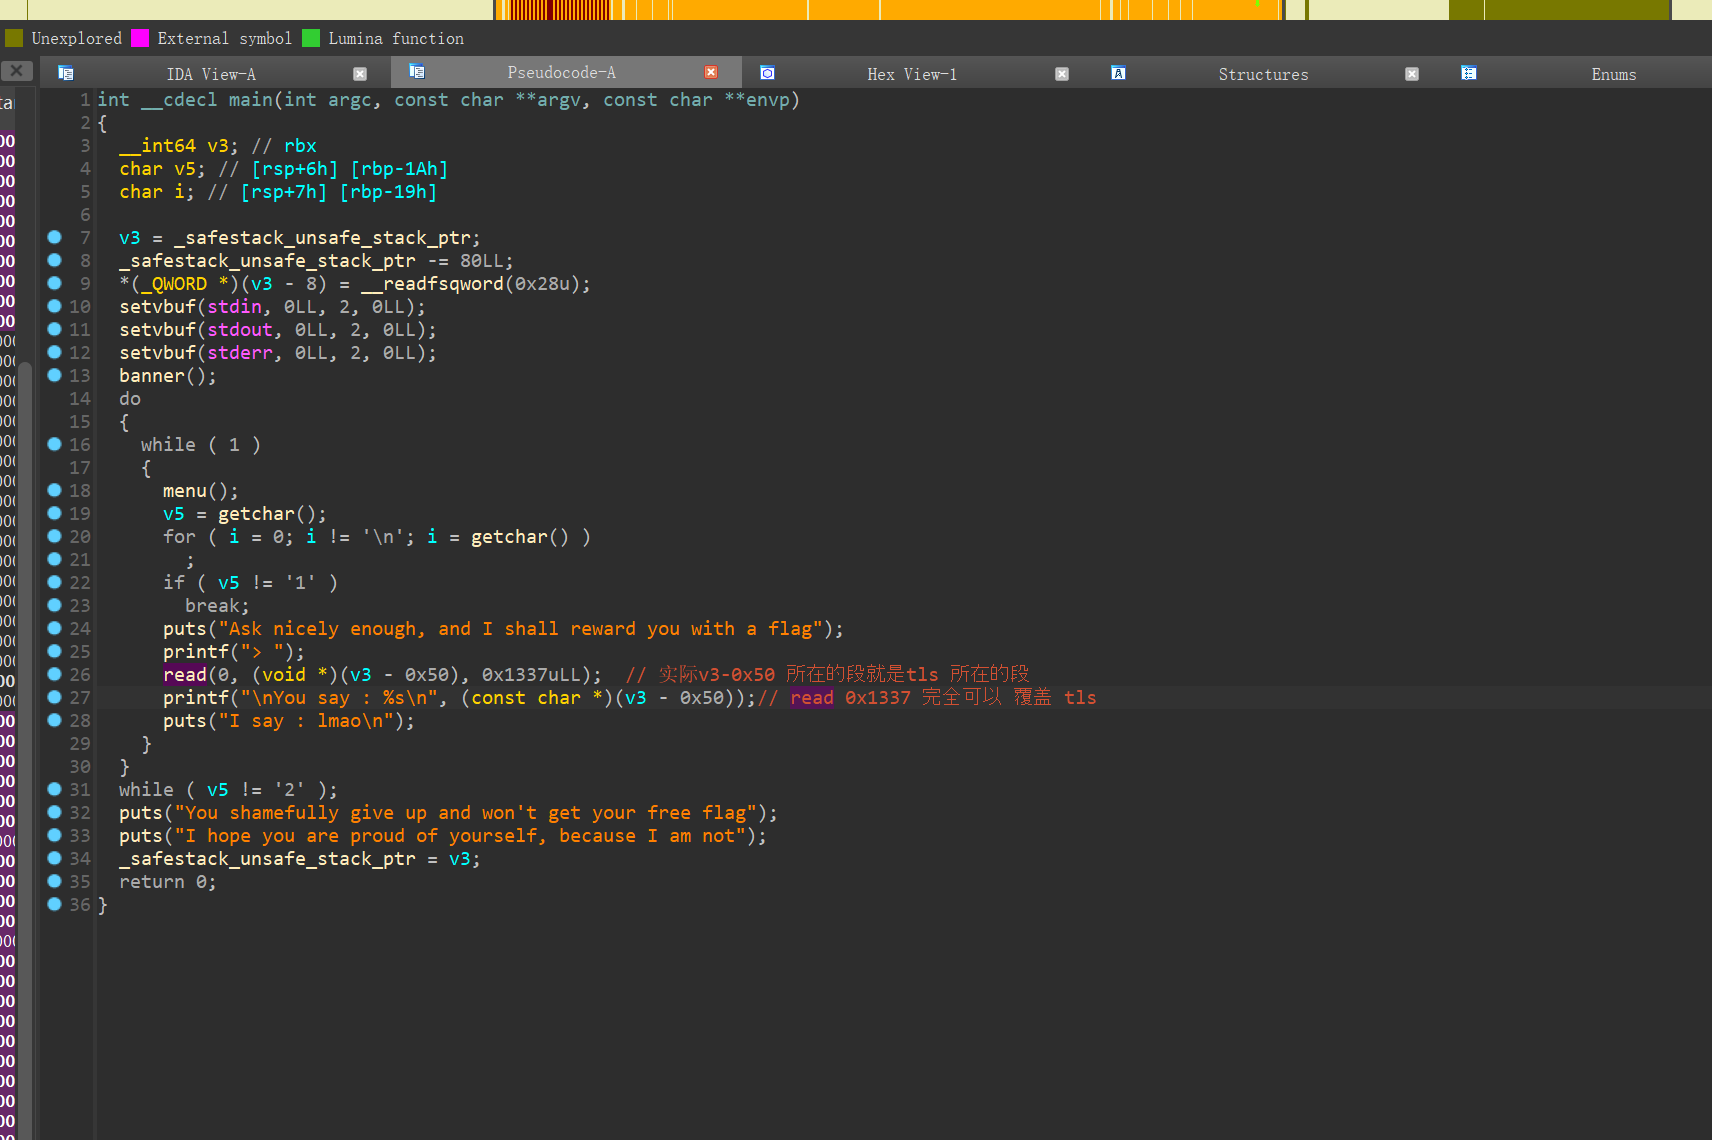 Unexplored External symbol Lumina function
IDA View-A Pseudocode-A Hex View-1 Structures Enums
1 int __cdecl main(int argc, const char **argv, const char **envp)
2 {
3   __int64 v3; // rbx
4   char v5; // [rsp+6h] [rbp-1Ah]
5   char i; // [rsp+7h] [rbp-19h]
6
7   v3 = _safestack_unsafe_stack_ptr;
8   _safestack_unsafe_stack_ptr -= 80LL;
9   *(_QWORD *)(v3 - 8) = __readfsqword(0x28u);
10   setvbuf(stdin, 0LL, 2, 0LL);
11   setvbuf(stdout, 0LL, 2, 0LL);
12   setvbuf(stderr, 0LL, 2, 0LL);
13   banner();
14   do
15   {
16     while ( 1 )
17     {
18       menu();
19       v5 = getchar();
20       for ( i = 0; i != '\n'; i = getchar() )
21         ;
22       if ( v5 != '1' )
23         break;
24       puts("Ask nicely enough, and I shall reward you with a flag");
25       printf("> ");
26       read(0, (void *)(v3 - 0x50), 0x1337uLL);  // 实际v3-0x50 所在的段就是tls 所在的段
27       printf("\nYou say : %s\n", (const char *)(v3 - 0x50));// read 0x1337 完全可以 覆盖 tls
28       puts("I say : lmao\n");
29     }
30   }
31   while ( v5 != '2' );
32   puts("You shamefully give up and won't get your free flag");
33   puts("I hope you are proud of yourself, because I am not");
34   _safestack_unsafe_stack_ptr = v3;
35   return 0;
36 }